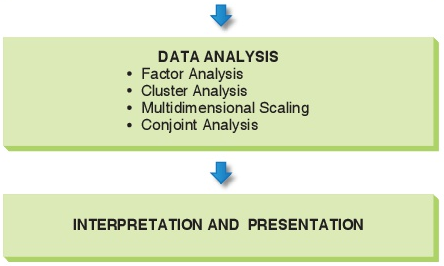 DATA ANALYSIS
• Factor Analysis
• Cluster Analysis
• Multidimensional Scaling
• Conjoint Analysis
INTERPRETATION AND PRESENTATION